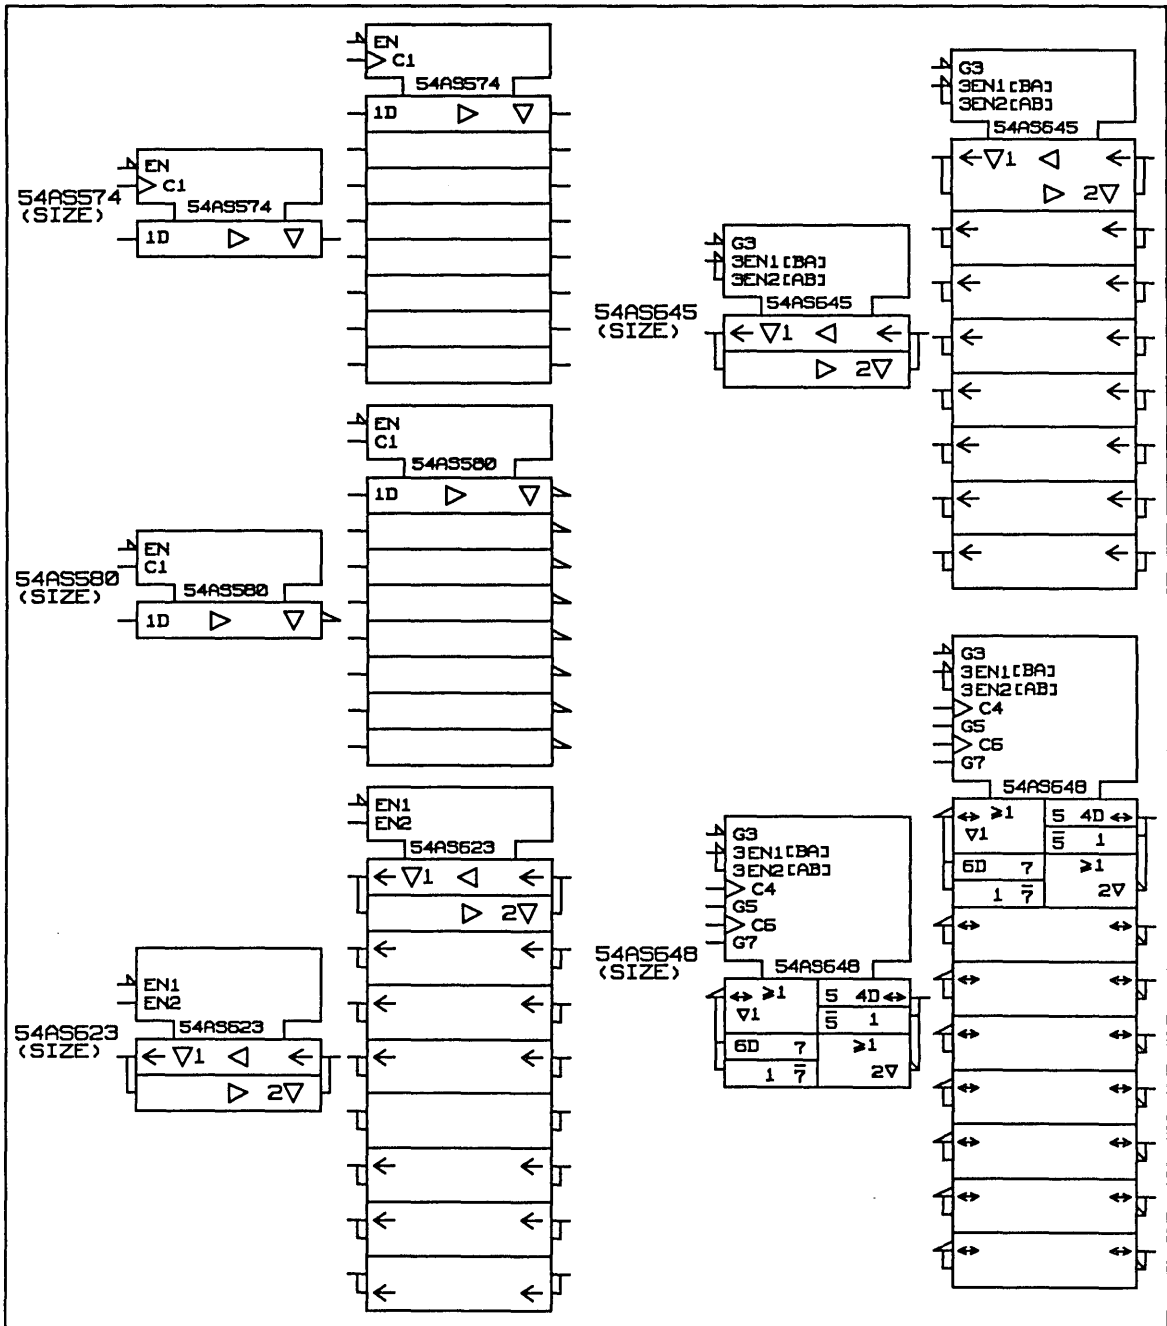 54AS574
(SIZE)
EN
C1
54AS574
1D ▷ ▽
EN
C1
54AS574
1D ▷ ▽
54AS580
(SIZE)
EN
C1
54AS580
1D ▷ ▽
EN
C1
54AS580
1D ▷ ▽
54AS623
(SIZE)
EN1
EN2
54AS623
← ▽1 ◁ ←
▷ 2▽
EN1
EN2
54AS623
← ▽1 ◁ ←
▷ 2▽
← ←
← ←
← ←
← ←
← ←
← ←
54AS645
(SIZE)
G3
3EN1[BA]
3EN2[AB]
54AS645
← ▽1 ◁ ←
▷ 2▽
G3
3EN1[BA]
3EN2[AB]
54AS645
← ▽1 ◁ ←
▷ 2▽
← ←
← ←
← ←
← ←
← ←
← ←
← ←
54AS648
(SIZE)
G3
3EN1[BA]
3EN2[AB]
C4
G5
C6
G7
54AS648
↔ ≥1 5 4D ↔
▽1 5̅ 1
6D 7 ≥1
1 7̅ 2▽
G3
3EN1[BA]
3EN2[AB]
C4
G5
C6
G7
54AS648
↔ ≥1 5 4D ↔
▽1 5̅ 1
6D 7 ≥1
1 7̅ 2▽
↔ ↔
↔ ↔
↔ ↔
↔ ↔
↔ ↔
↔ ↔
↔ ↔